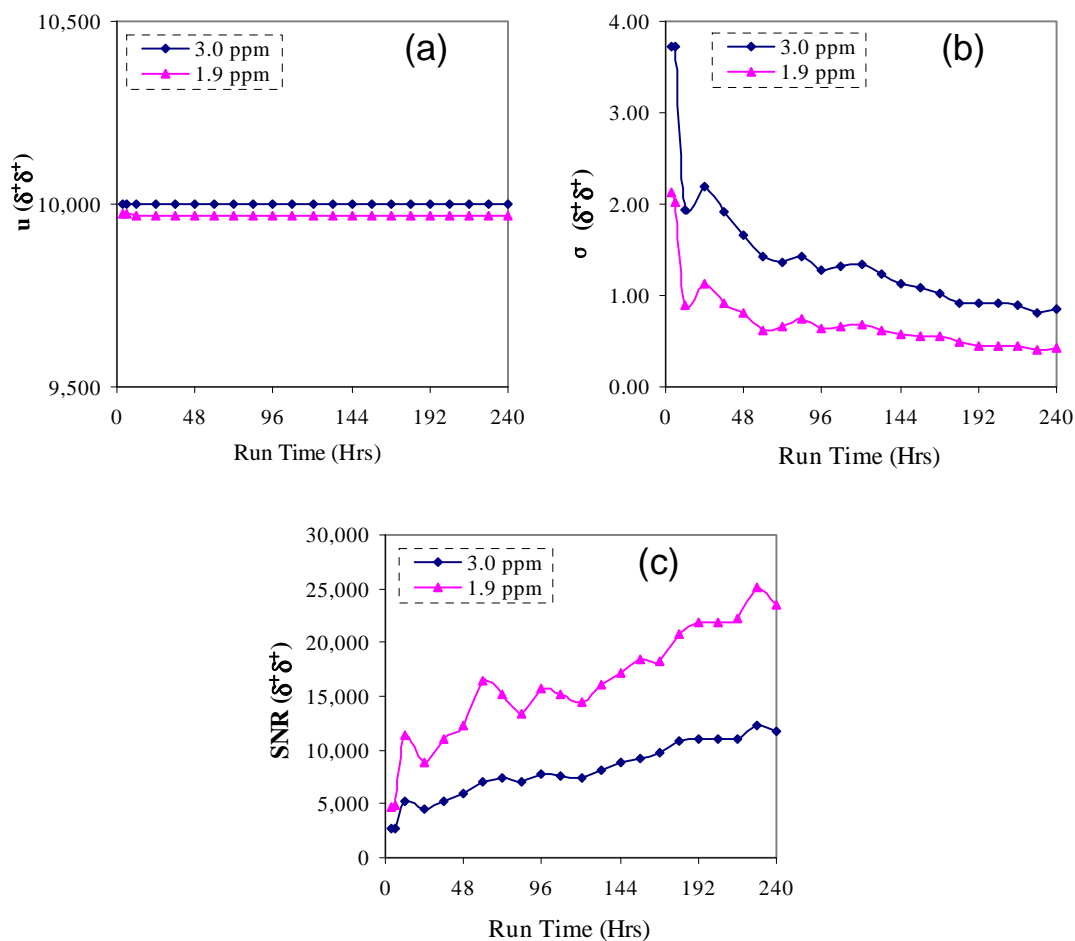 (a)
3.0 ppm
1.9 ppm
10,500
10,000
9,500
u (δ⁺δ⁺)
0 48 96 144 192 240
Run Time (Hrs)
(b)
3.0 ppm
1.9 ppm
4.00
3.00
2.00
1.00
0.00
σ (δ⁺δ⁺)
0 48 96 144 192 240
Run Time (Hrs)
(c)
3.0 ppm
1.9 ppm
30,000
25,000
20,000
15,000
10,000
5,000
0
SNR (δ⁺δ⁺)
0 48 96 144 192 240
Run Time (Hrs)